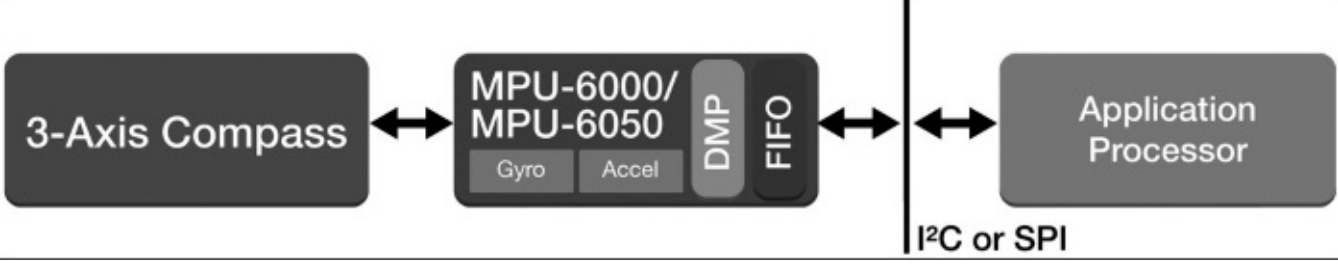 3-Axis Compass
MPU-6000/
MPU-6050
Gyro
Accel
DMP
FIFO
Application
Processor
I²C or SPI